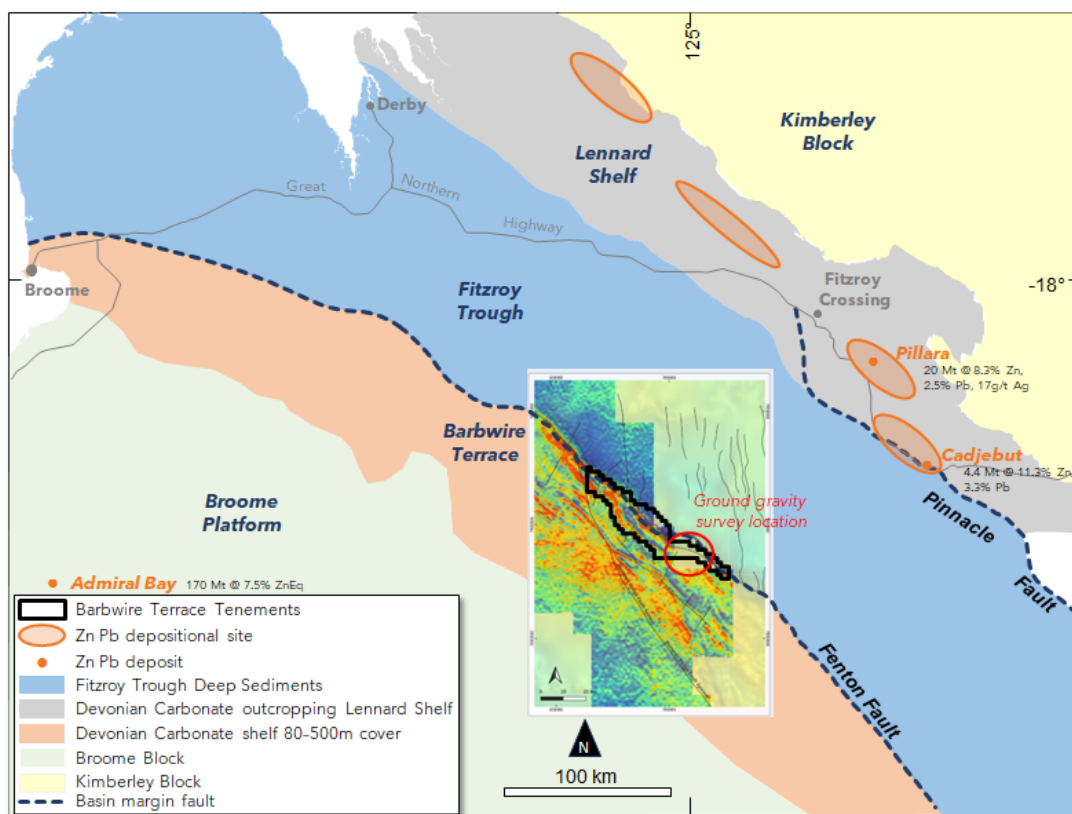 125°
Derby
Kimberley
Block
Lennard
Shelf
Great
Northern
Highway
-18°
Broome
Fitzroy
Trough
Fitzroy
Crossing
Pillara
20 Mt @ 8.3% Zn,
2.5% Pb, 17g/t Ag
Barbwire
Terrace
Cadjebut
4.4 Mt @ 11.3% Zn,
3.3% Pb
Ground gravity
survey location
Pinnacle
Fault
Broome
Platform
Admiral Bay 170 Mt @ 7.5% ZnEq
Fenton Fault
Barbwire Terrace Tenements
Zn Pb depositional site
Zn Pb deposit
Fitzroy Trough Deep Sediments
Devonian Carbonate outcropping Lennard Shelf
Devonian Carbonate shelf 80-500m cover
Broome Block
Kimberley Block
Basin margin fault
N
100 km